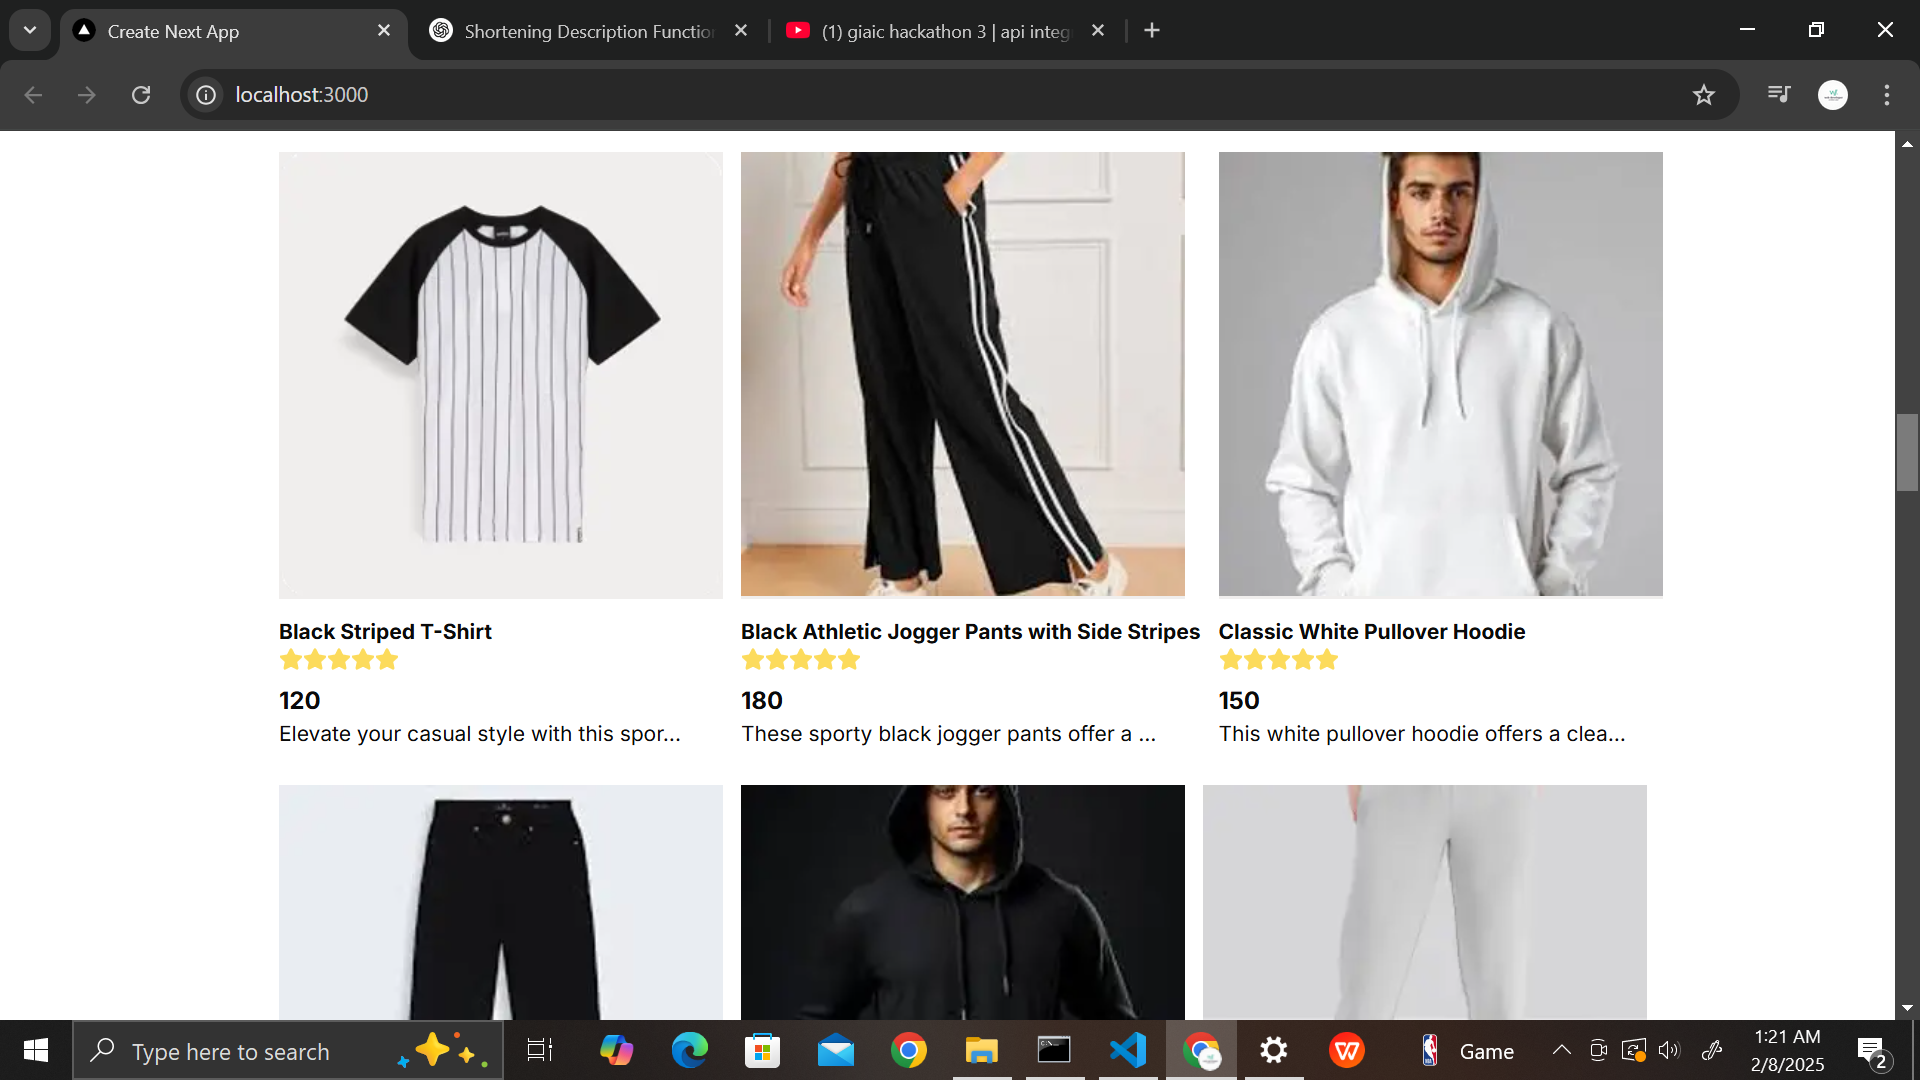 Create Next App
Shortening Description Function
(1) giaic hackathon 3 | api integ
localhost:3000
Black Striped T-Shirt
120
Elevate your casual style with this spor...
Black Athletic Jogger Pants with Side Stripes
180
These sporty black jogger pants offer a ...
Classic White Pullover Hoodie
150
This white pullover hoodie offers a clea...
Type here to search
Game
1:21 AM
2/8/2025
2